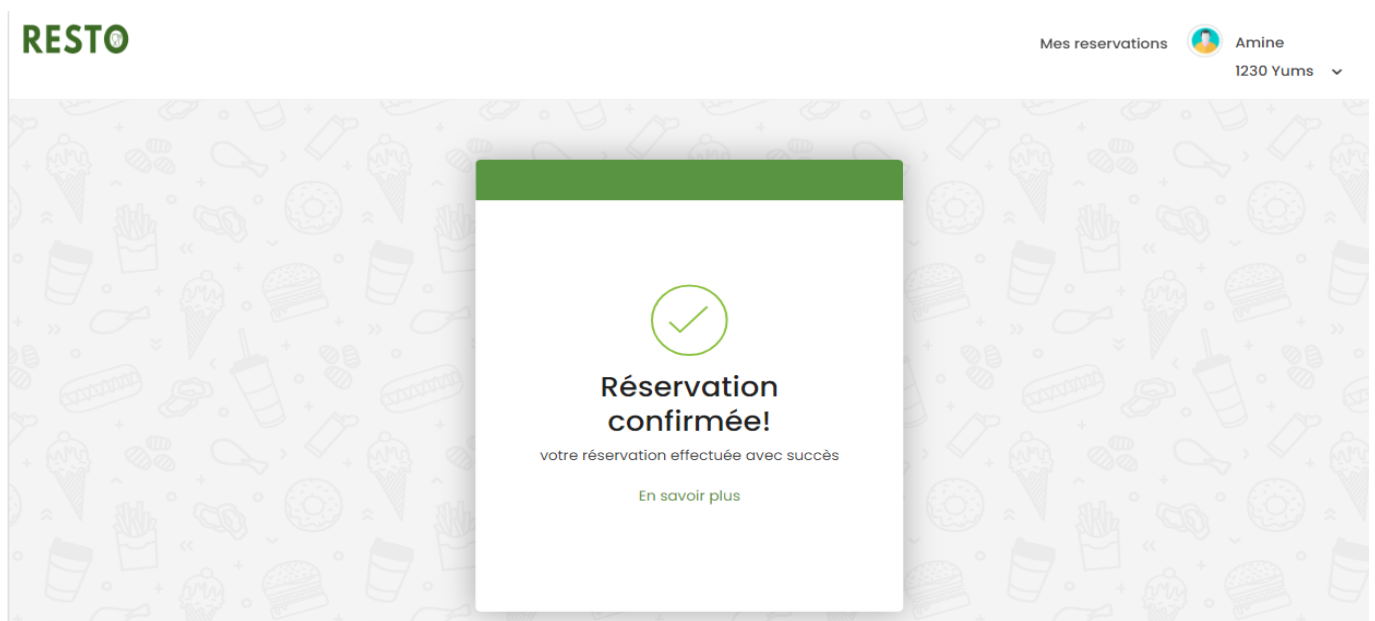 RESTO
Mes reservations
Amine
1230 Yums
Réservation
confirmée!
votre réservation effectuée avec succès
En savoir plus